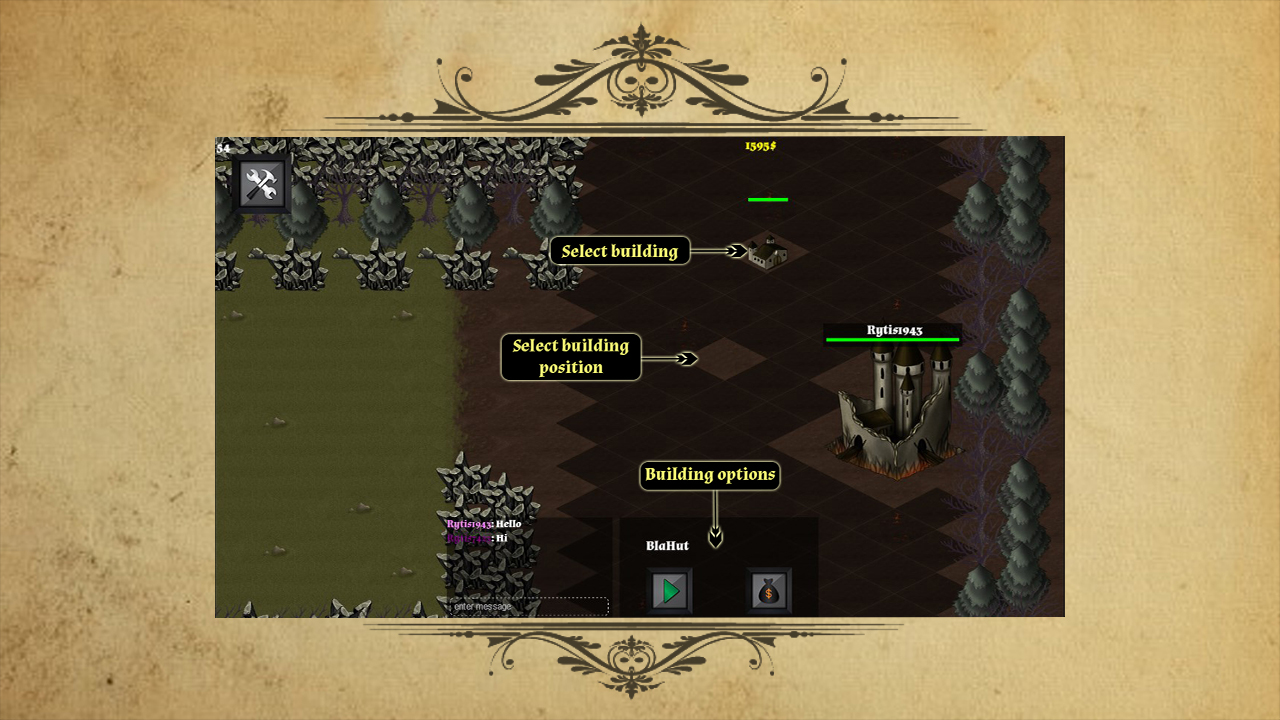 54
1595$
Select building
Rytis1943
Select building
position
Building options
Rytis1943: Hello
: Hi
BlaHut
enter message